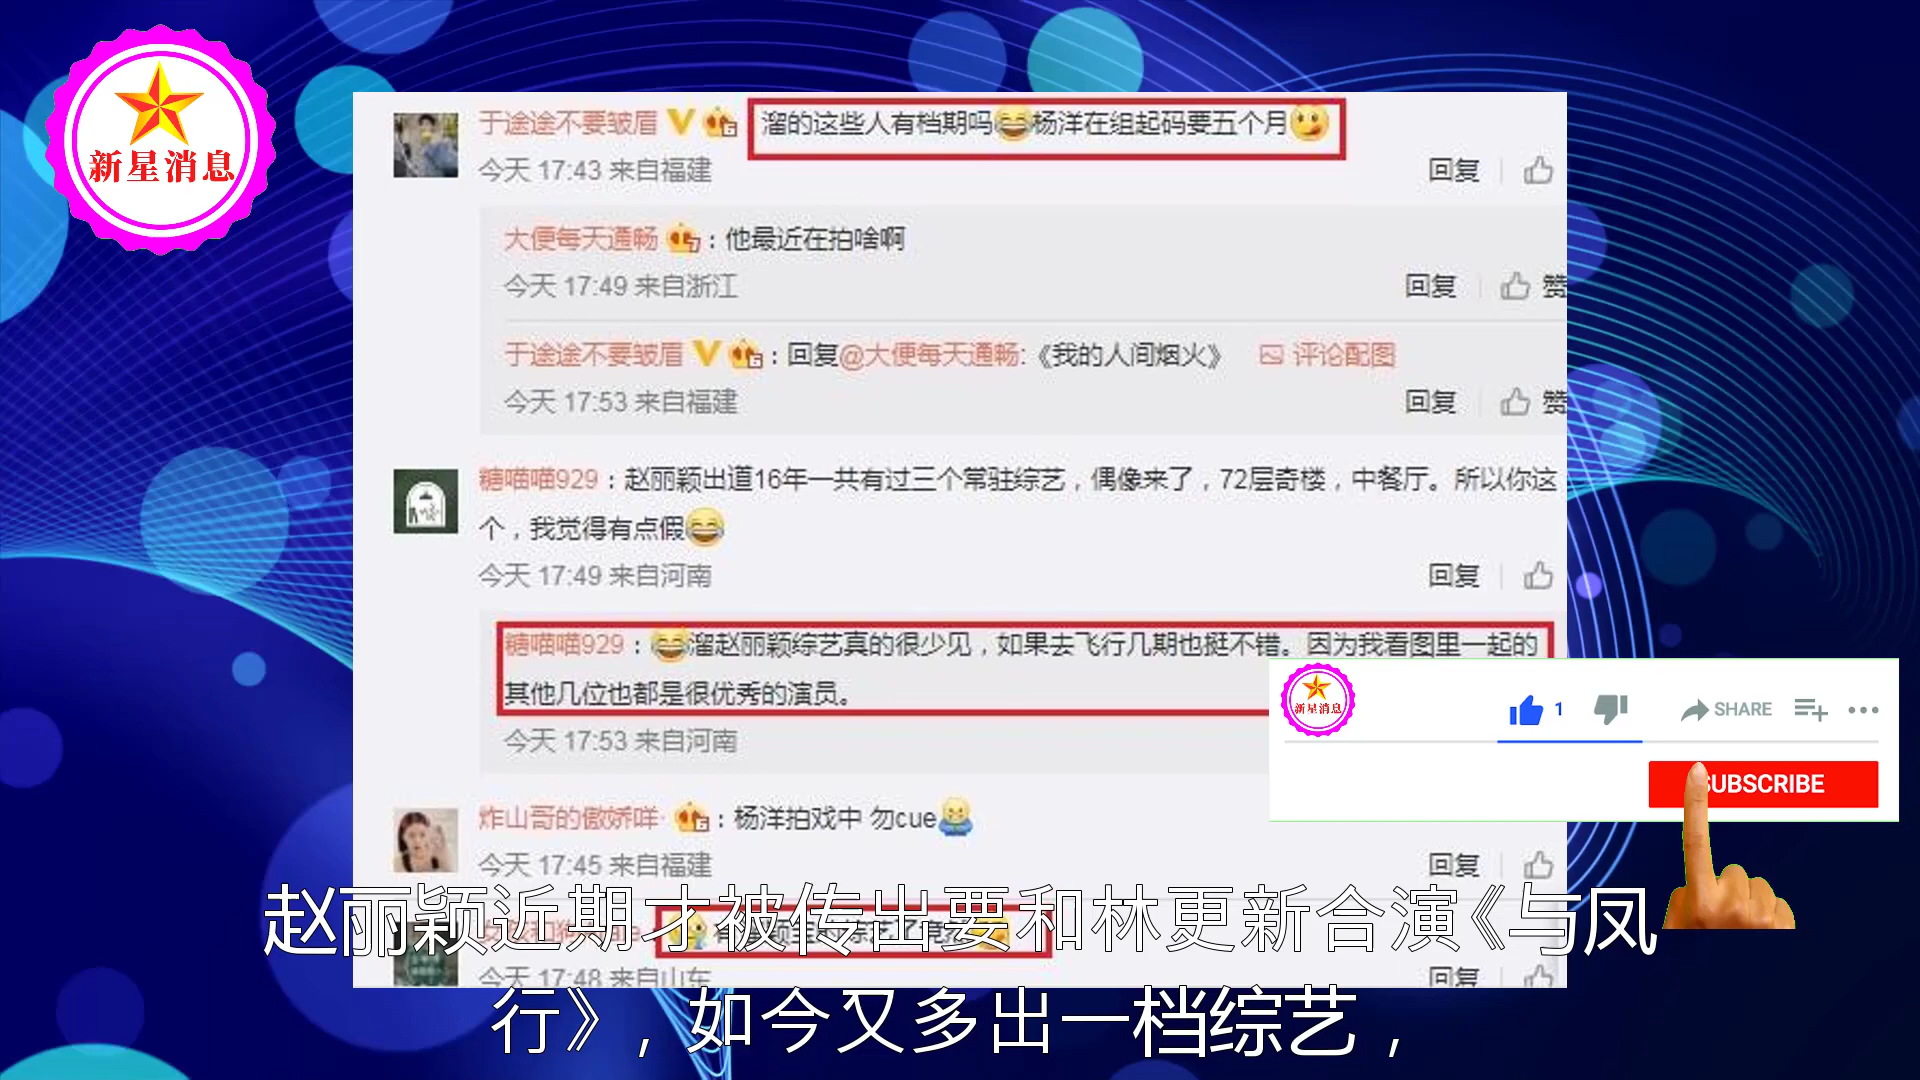 新星消息
于途途不要皱眉 溜的这些人有档期吗 杨洋在组起码要五个月
今天 17:43 来自福建
回复
大便每天通畅 : 他最近在拍啥啊
今天 17:49 来自浙江
回复 赞
于途途不要皱眉 : 回复@大便每天通畅:《我的人间烟火》 评论配图
今天 17:53 来自福建
回复 赞
糖喵喵929 : 赵丽颖出道16年一共有过三个常驻综艺，偶像来了，72层奇楼，中餐厅。所以你这
个，我觉得有点假
今天 17:49 来自河南
回复
糖喵喵929 : 溜赵丽颖综艺真的很少见，如果去飞行几期也挺不错。因为我看图里一起的
其他几位也都是很优秀的演员。
今天 17:53 来自河南
新星消息
1
SHARE
SUBSCRIBE
炸山哥的傲娇咩· : 杨洋拍戏中 勿cue
今天 17:45 来自福建
回复
今天 17:48 来自山东
回复
赵丽颖近期才被传出要和林更新合演《与凤
行》, 如今又多出一档综艺，